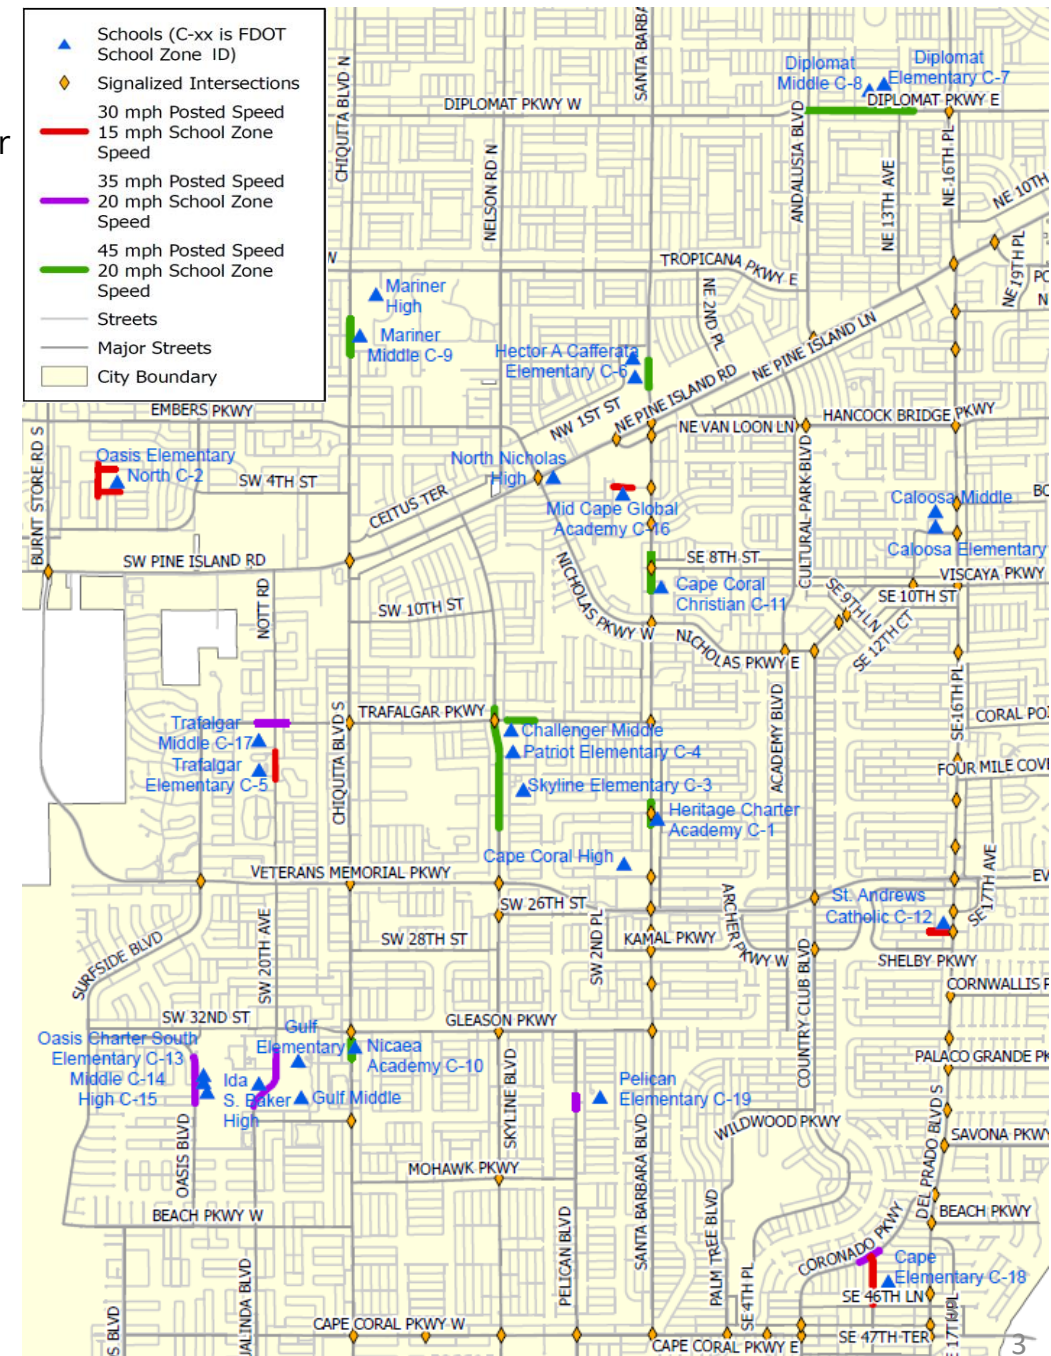 r
Schools (C-xx is FDOT
School Zone ID)
Signalized Intersections
30 mph Posted Speed
15 mph School Zone
Speed
35 mph Posted Speed
20 mph School Zone
Speed
45 mph Posted Speed
20 mph School Zone
Speed
Streets
Major Streets
City Boundary
CHIQUITA BLVD N
SANTA BARBA
DIPLOMAT PKWY W
NELSON RD N
Diplomat
Middle C-8
Diplomat
Elementary C-7
DIPLOMAT PKWY E
ANDALUSIA BLVD
NE 13TH AVE
NE 16TH PL
NE 10TH
NE 19TH PL
PO
N
W
TROPICANA PKWY E
NE 2ND PL
Mariner
High
Mariner
Middle C-9
Hector A Cafferata
Elementary C-6
NE PINE ISLAND LN
NE PINE ISLAND RD
NW 1ST ST
EMBERS PKWY
NE VAN LOON LN
HANCOCK BRIDGE PKWY
BURNT STORE RD S
Oasis Elementary
North C-2
SW 4TH ST
CEITUS TER
North Nicholas
High
Mid Cape Global
Academy C-16
CULTURAL PARK BLVD
Caloosa Middle
Caloosa Elementary
BO
SW PINE ISLAND RD
SE 8TH ST
VISCAYA PKWY
SE 10TH ST
Cape Coral
Christian C-11
NOTT RD
SW 10TH ST
NICHOLAS PKWY W
NICHOLAS PKWY E
SE 9TH LN
SE 12TH CT
SE 16TH PL
ACADEMY BLVD
CORAL POI
FOUR MILE COVE
TRAFALGAR PKWY
CHIQUITA BLVD S
Trafalgar
Middle C-17
Trafalgar
Elementary C-5
Challenger Middle
Patriot Elementary C-4
Skyline Elementary C-3
Heritage Charter
Academy C-1
Cape Coral High
VETERANS MEMORIAL PKWY
SW 26TH ST
SW 28TH ST
SW 2ND PL
KAMAL PKWY
ARCHER PKWY W
St. Andrews
Catholic C-12
SE 17TH AVE
EV
SHELBY PKWY
CORNWALLIS P
SURFSIDE BLVD
SW 20TH AVE
COUNTRY CLUB BLVD
SW 32ND ST
GLEASON PKWY
PALACO GRANDE PK
Oasis Charter South
Elementary C-13
Middle C-14
High C-15
Gulf
Elementary
Ida
S. Baker
High
Gulf Middle
Nicaea
Academy C-10
SKYLINE BLVD
Pelican
Elementary C-19
WILDWOOD PKWY
SAVONA PKWY
DEL PRADO BLVD S
OASIS BLVD
MOHAWK PKWY
SANTA BARBARA BLVD
BEACH PKWY W
BEACH PKWY
PELICAN BLVD
PALM TREE BLVD
SE 4TH PL
CORONADO PKWY
Cape
Elementary C-18
SE 46TH LN
S BLVD
UALINDA BLVD
CAPE CORAL PKWY W
CAPE CORAL PKWY E
SE 47TH TER
E 17TH PL
3